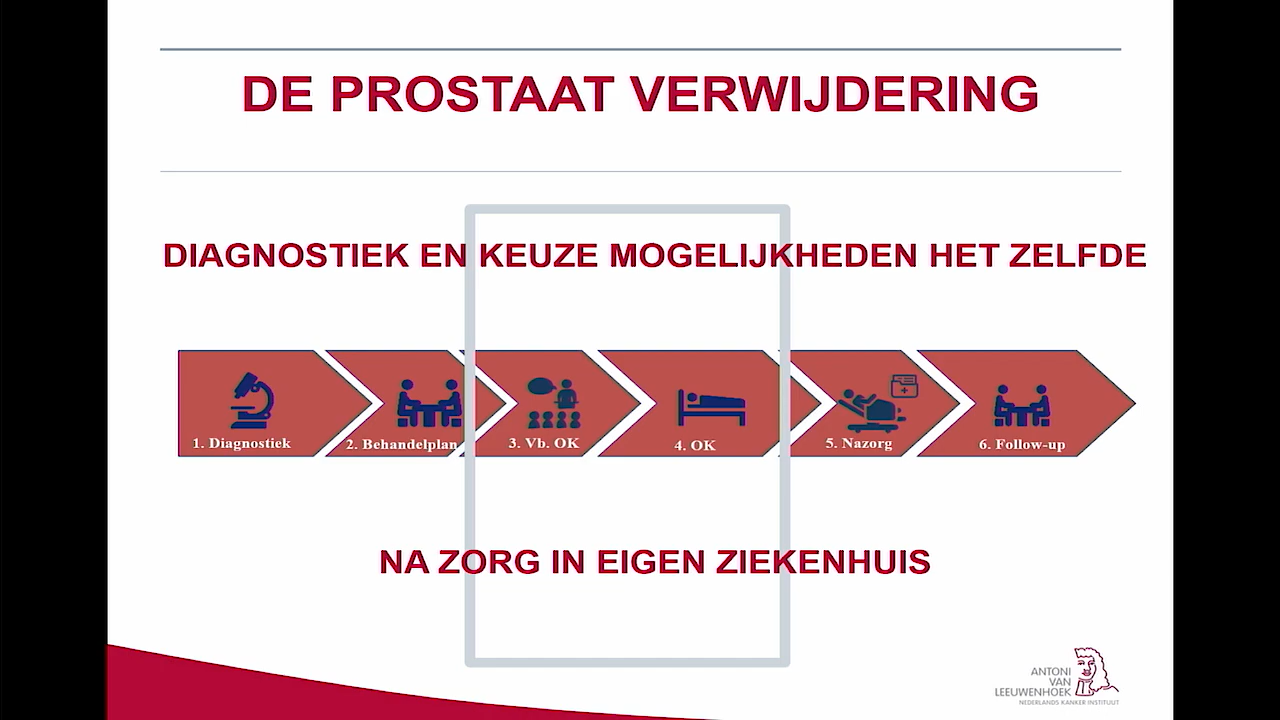 DE PROSTAAT VERWIJDERING
DIAGNOSTIEK EN KEUZE MOGELIJKHEDEN HET ZELFDE
1. Diagnostiek
2. Behandelplan
3. Vb. OK
4. OK
5. Nazorg
6. Follow-up
NA ZORG IN EIGEN ZIEKENHUIS
ANTONI
VAN
LEEUWENHOEK
NEDERLANDS KANKER INSTITUUT